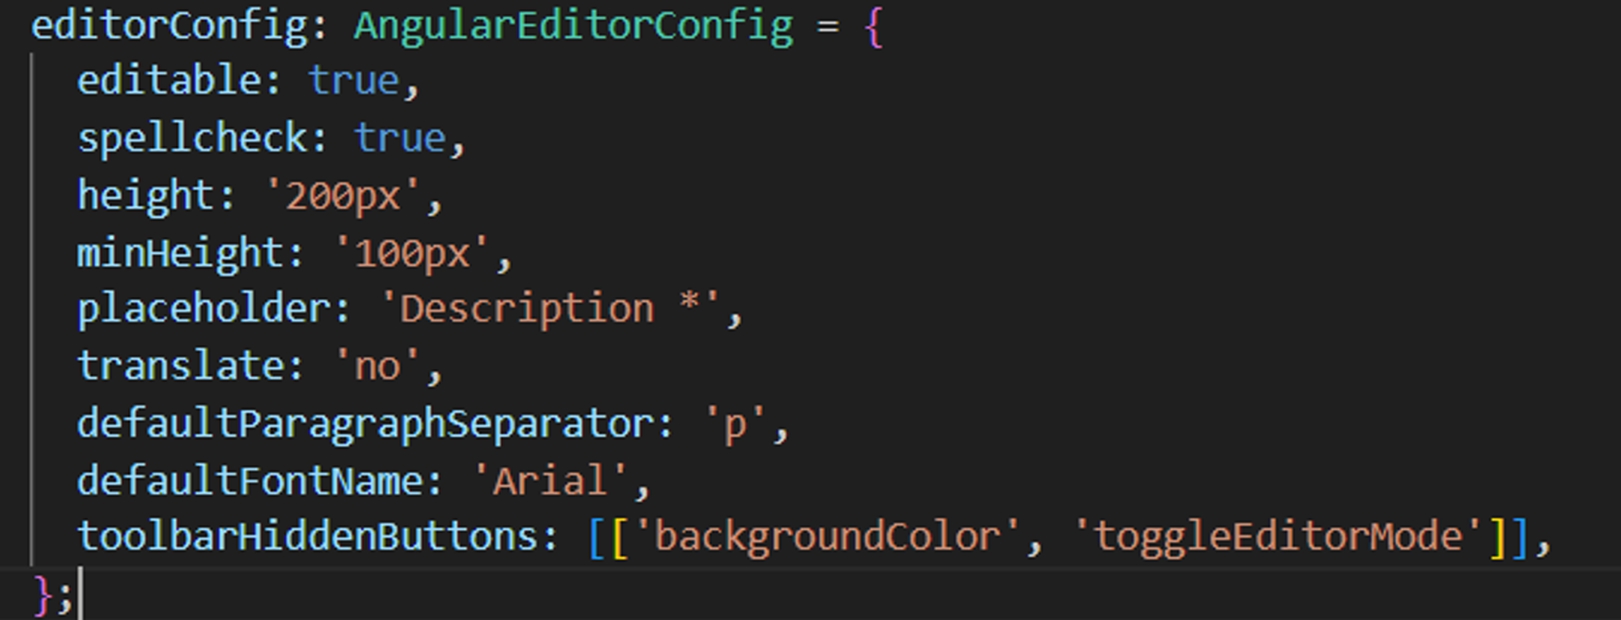 editorConfig: AngularEditorConfig = {
editable: true,
spellcheck: true,
height: '200px',
minHeight: '100px',
placeholder: 'Description *',
translate: 'no',
defaultParagraphSeparator: 'p',
defaultFontName: 'Arial',
toolbarHiddenButtons: [['backgroundColor', 'toggleEditorMode']],
};